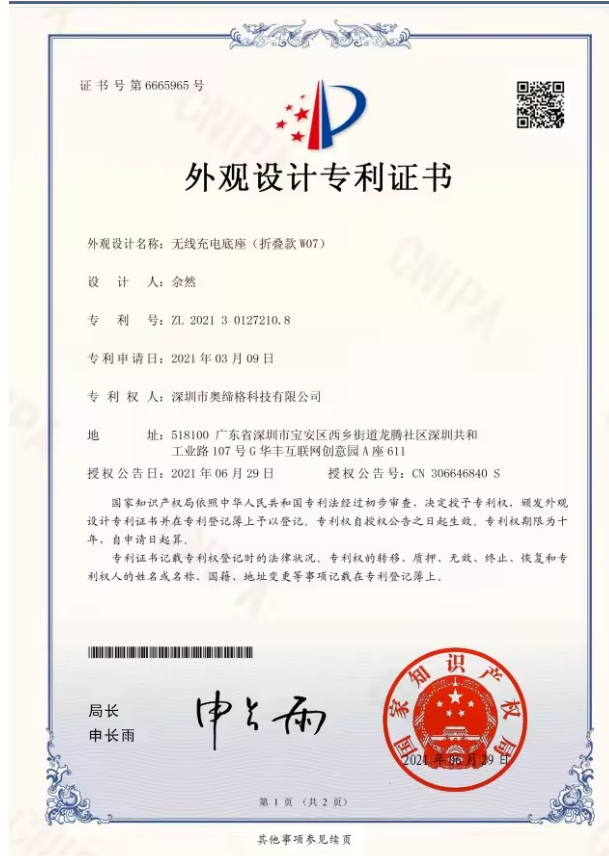 证书号第6665965号
外观设计专利证书
外观设计名称：无线充电底座（折叠款W07）
设计人：佘然
专利号：ZL 2021 3 0127210.8
专利申请日：2021年03月09日
专利权人：深圳市奥缔格科技有限公司
地址：518100 广东省深圳市宝安区西乡街道龙腾社区深圳共和
工业路107号G华丰互联网创意园A座611
授权公告日：2021年06月29日 授权公告号：CN 306646840 S
国家知识产权局依照中华人民共和国专利法经过初步审查，决定授予专利权，颁发外观
设计专利证书并在专利登记簿上予以登记。专利权自授权公告之日起生效。专利权期限为十
年，自申请日起算。
专利证书记载专利权登记时的法律状况。专利权的转移、质押、无效、终止、恢复和专
利权人的姓名或名称、国籍、地址变更等事项记载在专利登记簿上。
局长
申长雨
申长雨
国家知识产权局
2021年06月29日
第1页（共2页）
其他事项参见续页
CNIPA